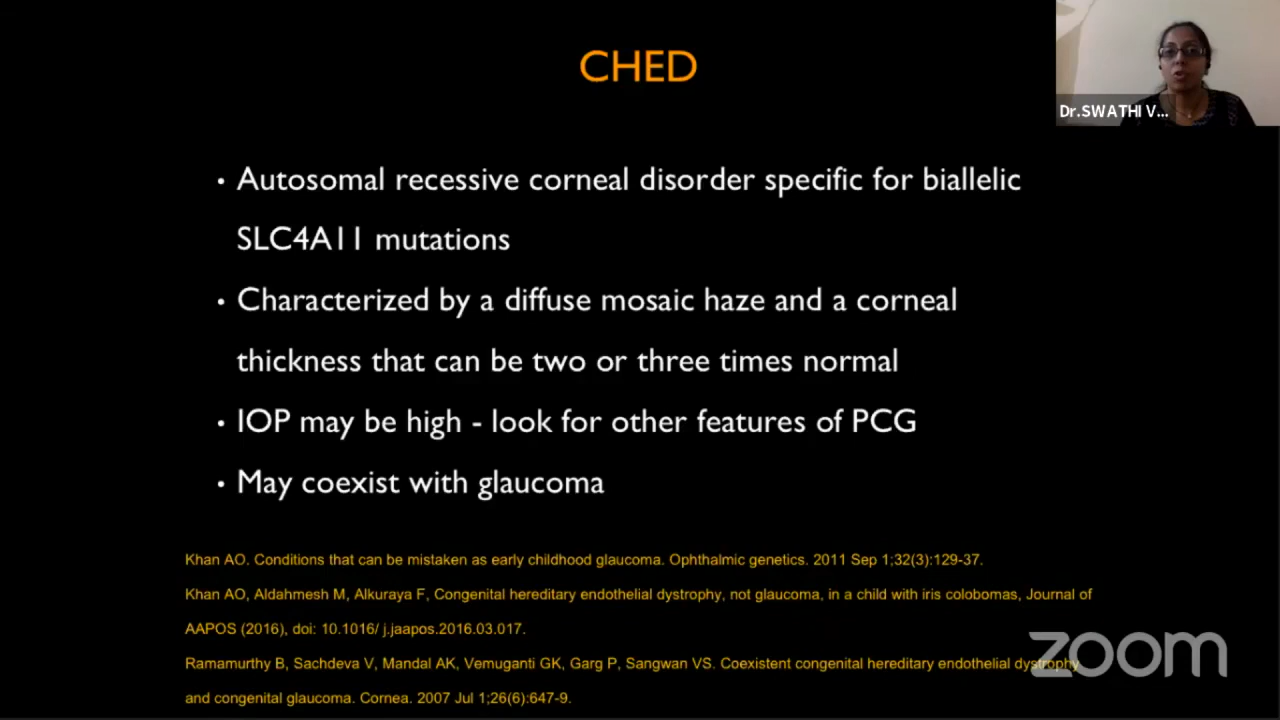 CHED
Dr.SWATHI V...
• Autosomal recessive corneal disorder specific for biallelic
SLC4A11 mutations
• Characterized by a diffuse mosaic haze and a corneal
thickness that can be two or three times normal
• IOP may be high - look for other features of PCG
• May coexist with glaucoma
Khan AO. Conditions that can be mistaken as early childhood glaucoma. Ophthalmic genetics. 2011 Sep 1;32(3):129-37.
Khan AO, Aldahmesh M, Alkuraya F, Congenital hereditary endothelial dystrophy, not glaucoma, in a child with iris colobomas, Journal of
AAPOS (2016), doi: 10.1016/ j.jaapos.2016.03.017.
Ramamurthy B, Sachdeva V, Mandal AK, Vemuganti GK, Garg P, Sangwan VS. Coexistent congenital hereditary endothelial dystrophy
and congenital glaucoma. Cornea. 2007 Jul 1;26(6):647-9.
zoom